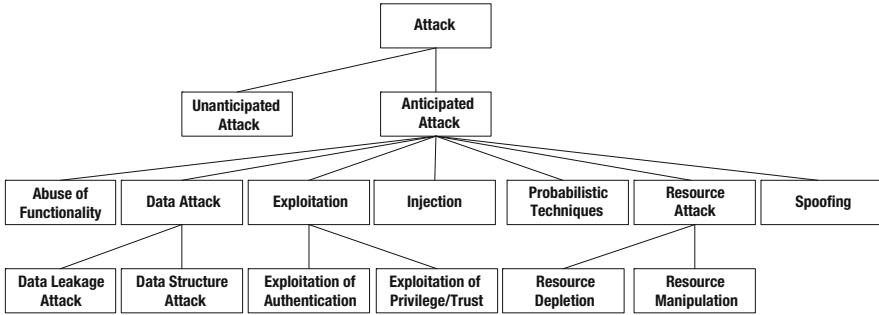 Attack
Unanticipated
Attack
Anticipated
Attack
Abuse of
Functionality
Data Attack
Exploitation
Injection
Probabilistic
Techniques
Resource
Attack
Spoofing
Data Leakage
Attack
Data Structure
Attack
Exploitation of
Authentication
Exploitation of
Privilege/Trust
Resource
Depletion
Resource
Manipulation